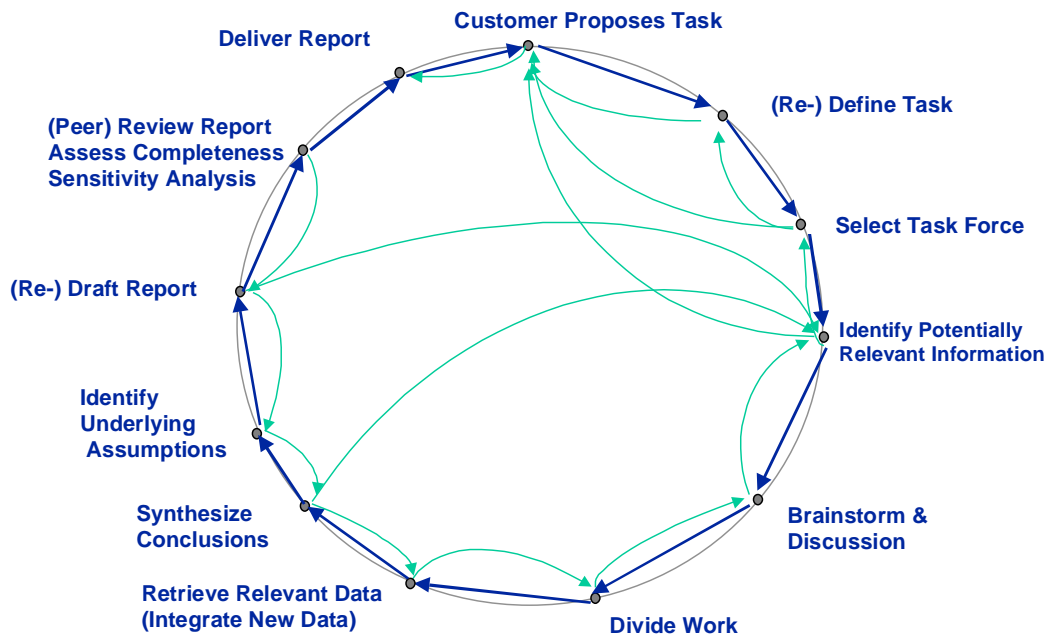 Customer Proposes Task
(Re-) Define Task
Select Task Force
Identify Potentially
Relevant Information
Brainstorm &
Discussion
Divide Work
Retrieve Relevant Data
(Integrate New Data)
Synthesize
Conclusions
Identify
Underlying
Assumptions
(Re-) Draft Report
(Peer) Review Report
Assess Completeness
Sensitivity Analysis
Deliver Report